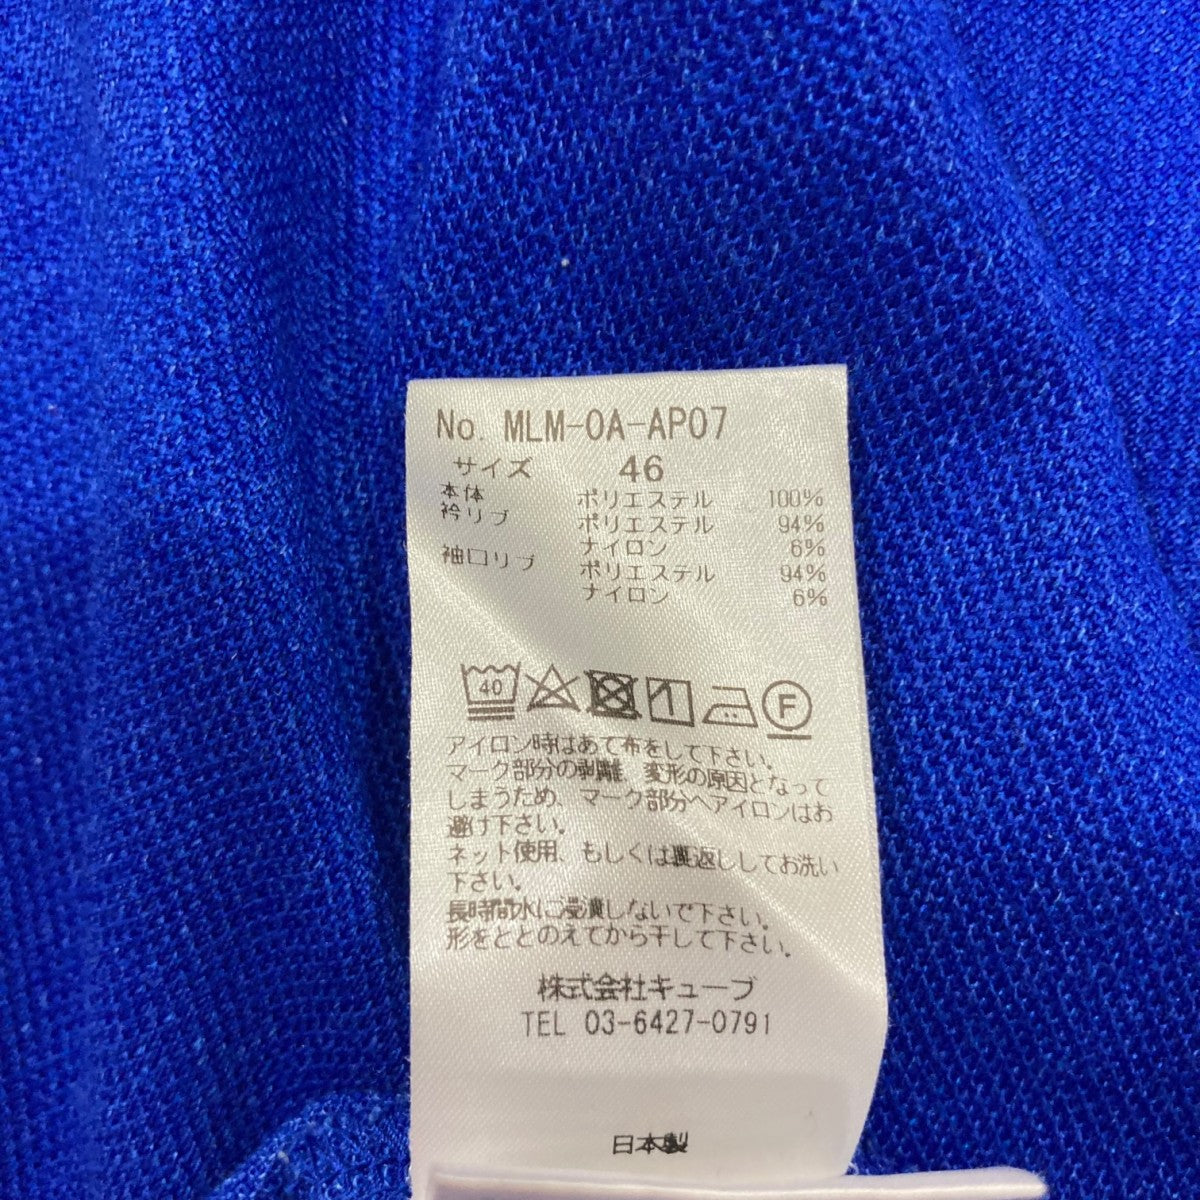 No. MLM-0A-AP07
サイズ 46
本体 ポリエステル 100%
衿リブ ポリエステル 94%
ナイロン 6%
袖口リブ ポリエステル 94%
ナイロン 6%
40 1 F
アイロン時はあて布をして下さい。
マーク部分の剥離、変形の原因となって
しまうため、マーク部分へアイロンはお
避け下さい。
ネット使用、もしくは裏返ししてお洗い
下さい。
長時間水に浸漬しないで下さい。
形をととのえてから干して下さい。
株式会社キューブ
TEL 03-6427-0791
日本製